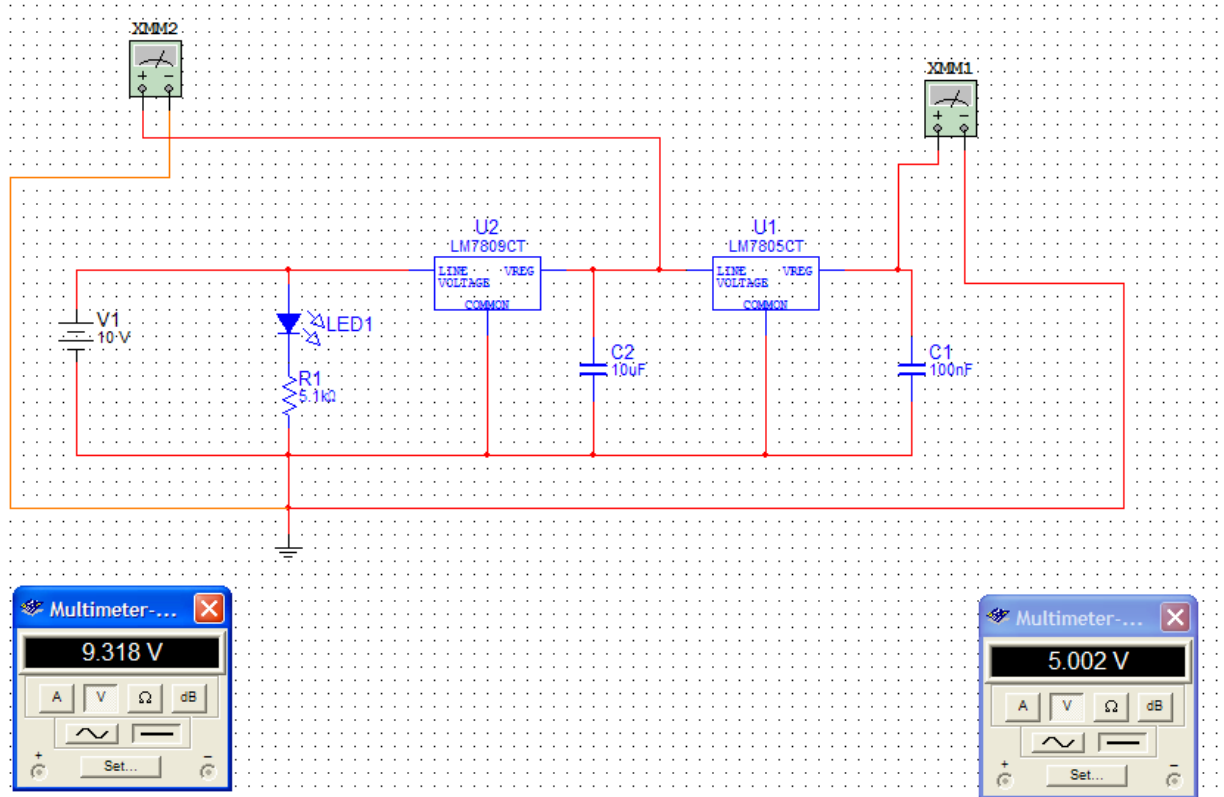 XMM2
XMM1
U2
LM7809CT
LINE VREG
VOLTAGE
COMMON
U1
LM7805CT
LINE VREG
VOLTAGE
COMMON
V1
10 V
LED1
R1
5.1kΩ
C2
10uF
C1
100nF
Multimeter-...
9.318 V
A V Ω dB
Set...
Multimeter-...
5.002 V
A V Ω dB
Set...